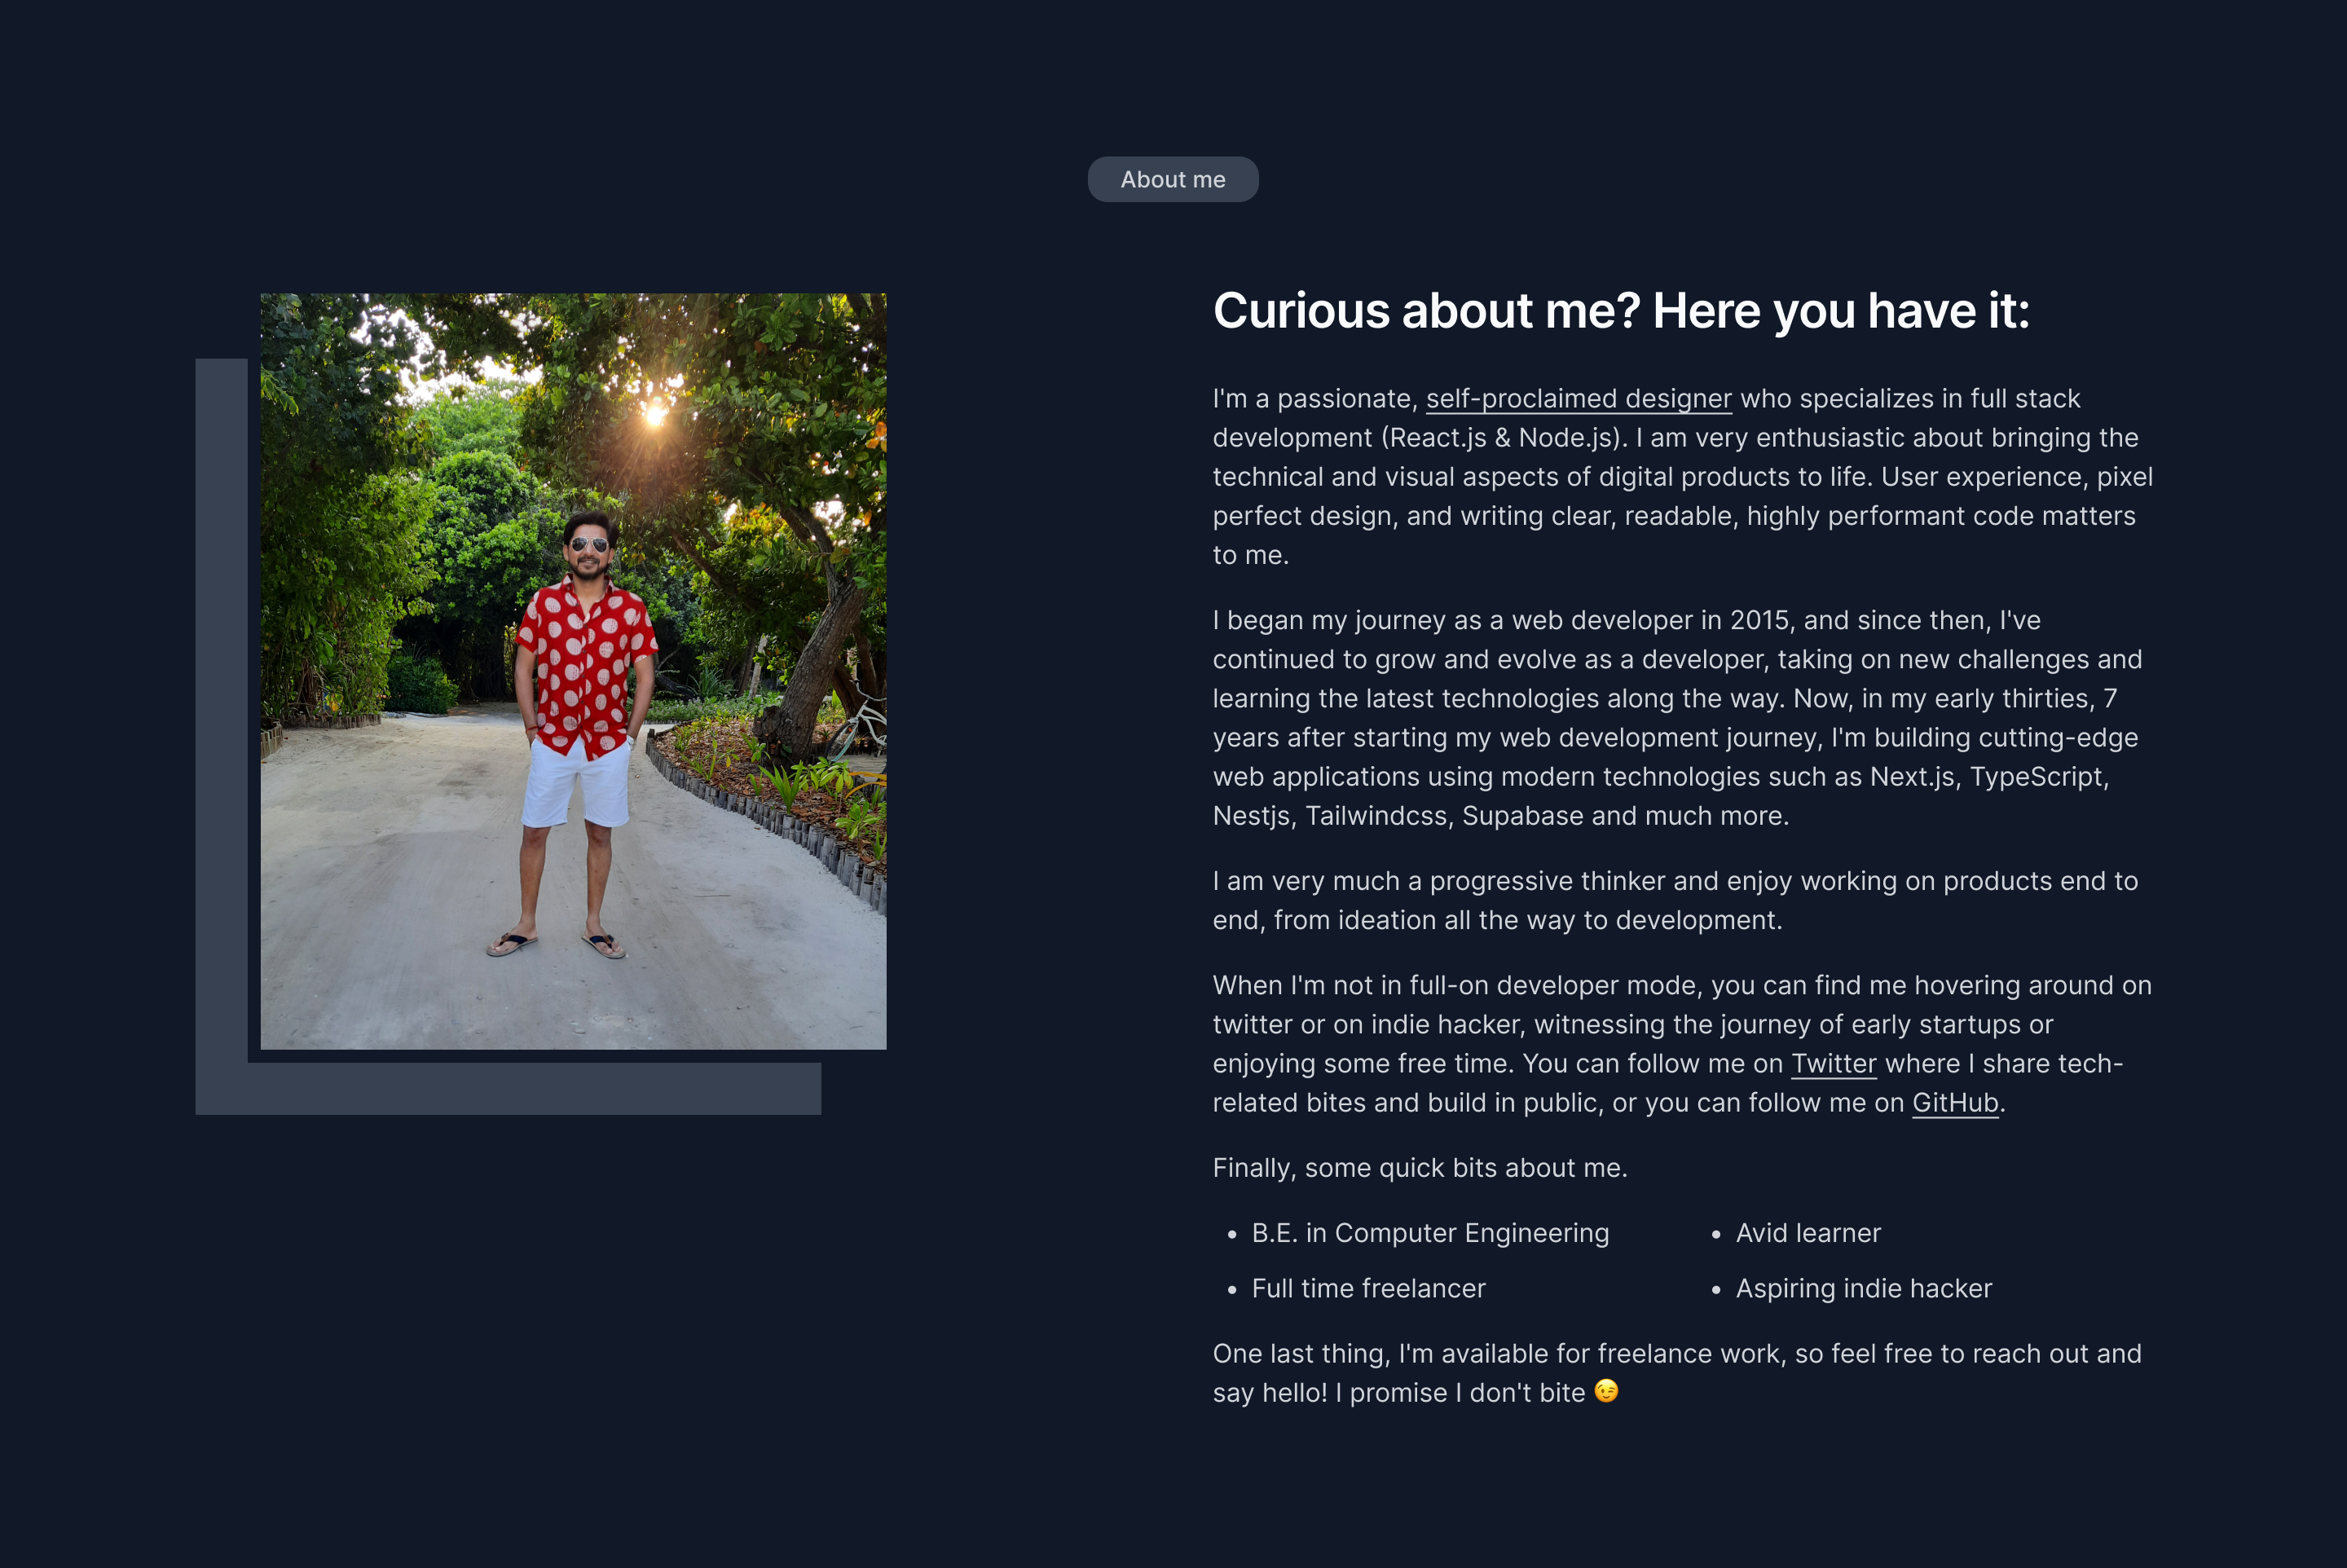 About me
Curious about me? Here you have it:
I'm a passionate, self-proclaimed designer who specializes in full stack
development (React.js & Node.js). I am very enthusiastic about bringing the
technical and visual aspects of digital products to life. User experience, pixel
perfect design, and writing clear, readable, highly performant code matters
to me.
I began my journey as a web developer in 2015, and since then, I've
continued to grow and evolve as a developer, taking on new challenges and
learning the latest technologies along the way. Now, in my early thirties, 7
years after starting my web development journey, I'm building cutting-edge
web applications using modern technologies such as Next.js, TypeScript,
Nestjs, Tailwindcss, Supabase and much more.
I am very much a progressive thinker and enjoy working on products end to
end, from ideation all the way to development.
When I'm not in full-on developer mode, you can find me hovering around on
twitter or on indie hacker, witnessing the journey of early startups or
enjoying some free time. You can follow me on Twitter where I share tech-
related bites and build in public, or you can follow me on GitHub.
Finally, some quick bits about me.
• B.E. in Computer Engineering
• Avid learner
• Full time freelancer
• Aspiring indie hacker
One last thing, I'm available for freelance work, so feel free to reach out and
say hello! I promise I don't bite 😉